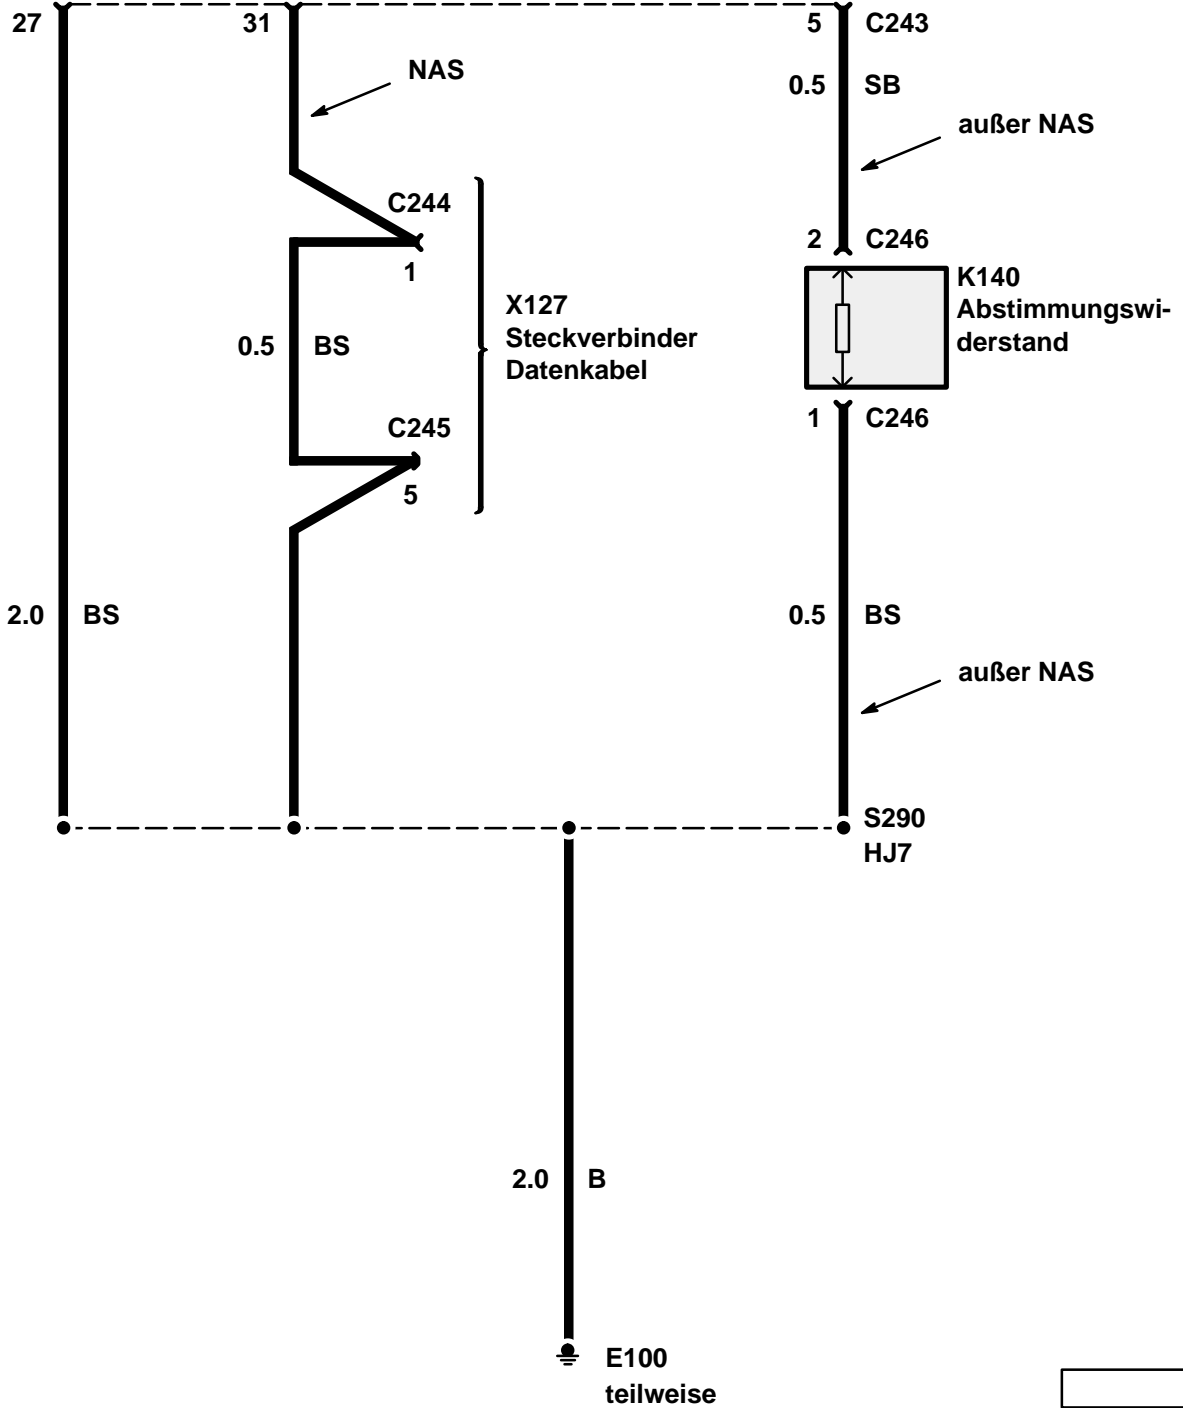 27
31
5 C243
NAS
0.5 SB
außer NAS
C244
1
2 C246
K140
Abstimmungswi-
derstand
X127
Steckverbinder
Datenkabel
0.5 BS
1 C246
C245
5
2.0 BS
0.5 BS
außer NAS
S290
HJ7
2.0 B
E100
teilweise